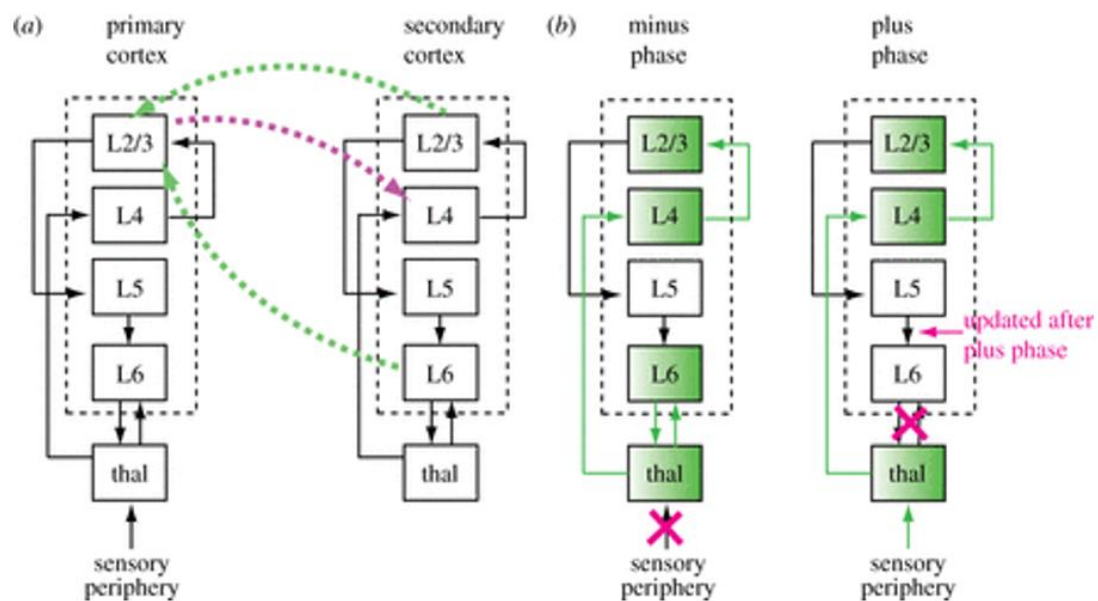 (a)
primary
cortex
secondary
cortex
L2/3
L4
L5
L6
thal
sensory
periphery
L2/3
L4
L5
L6
thal
(b)
minus
phase
plus
phase
L2/3
L4
L5
L6
thal
sensory
periphery
L2/3
L4
L5
updated after
plus phase
L6
thal
sensory
periphery